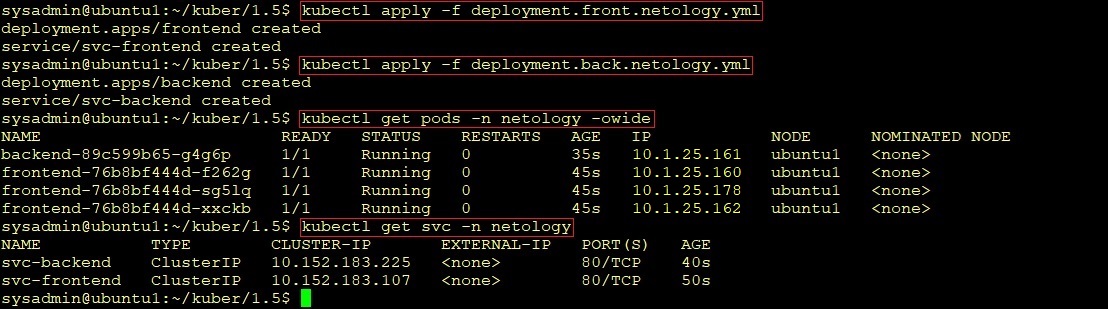 sysadmin@ubuntu1:~/kuber/1.5$ kubectl apply -f deployment.front.netology.yml
deployment.apps/frontend created
service/svc-frontend created
sysadmin@ubuntu1:~/kuber/1.5$ kubectl apply -f deployment.back.netology.yml
deployment.apps/backend created
service/svc-backend created
sysadmin@ubuntu1:~/kuber/1.5$ kubectl get pods -n netology -owide
NAME READY STATUS RESTARTS AGE IP NODE NOMINATED NODE
backend-89c599b65-g4g6p 1/1 Running 0 35s 10.1.25.161 ubuntu1 <none>
frontend-76b8bf444d-f262g 1/1 Running 0 45s 10.1.25.160 ubuntu1 <none>
frontend-76b8bf444d-sg5lq 1/1 Running 0 45s 10.1.25.178 ubuntu1 <none>
frontend-76b8bf444d-xxckb 1/1 Running 0 45s 10.1.25.162 ubuntu1 <none>
sysadmin@ubuntu1:~/kuber/1.5$ kubectl get svc -n netology
NAME TYPE CLUSTER-IP EXTERNAL-IP PORT(S) AGE
svc-backend ClusterIP 10.152.183.225 <none> 80/TCP 40s
svc-frontend ClusterIP 10.152.183.107 <none> 80/TCP 50s
sysadmin@ubuntu1:~/kuber/1.5$